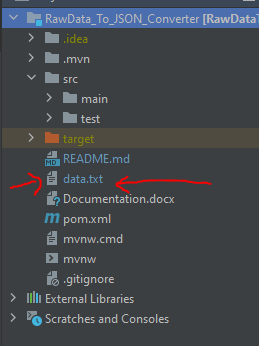 RawData_To_JSON_Converter [RawDataT
.idea
.mvn
src
main
test
target
README.md
data.txt
Documentation.docx
pom.xml
mvnw.cmd
mvnw
.gitignore
External Libraries
Scratches and Consoles